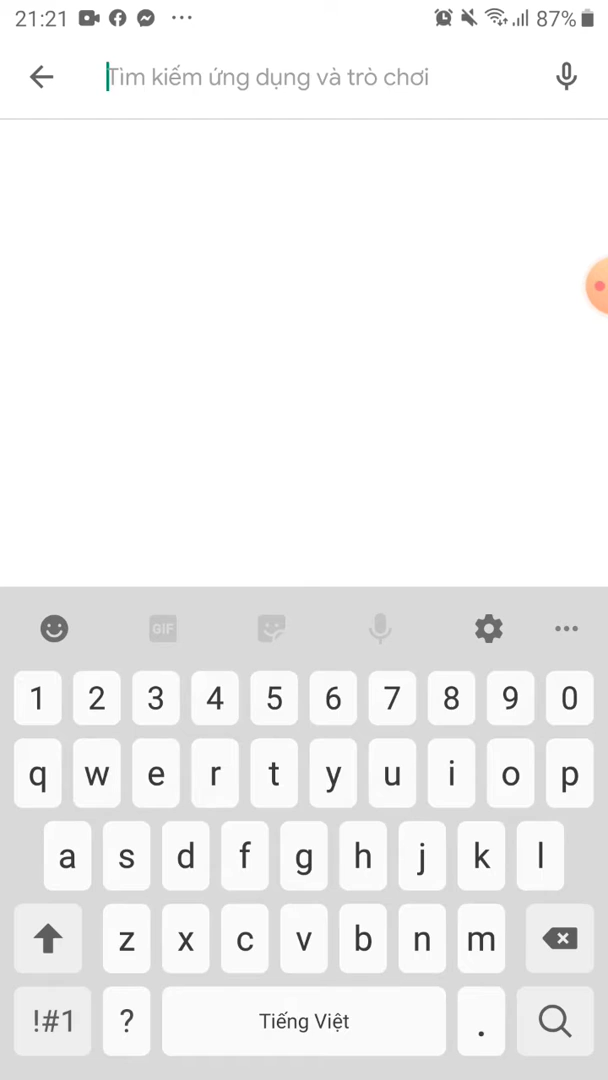 21:21 87%
Tìm kiếm ứng dụng và trò chơi
GIF
1 2 3 4 5 6 7 8 9 0
q w e r t y u i o p
a s d f g h j k l
z x c v b n m
!#1 ? Tiếng Việt .